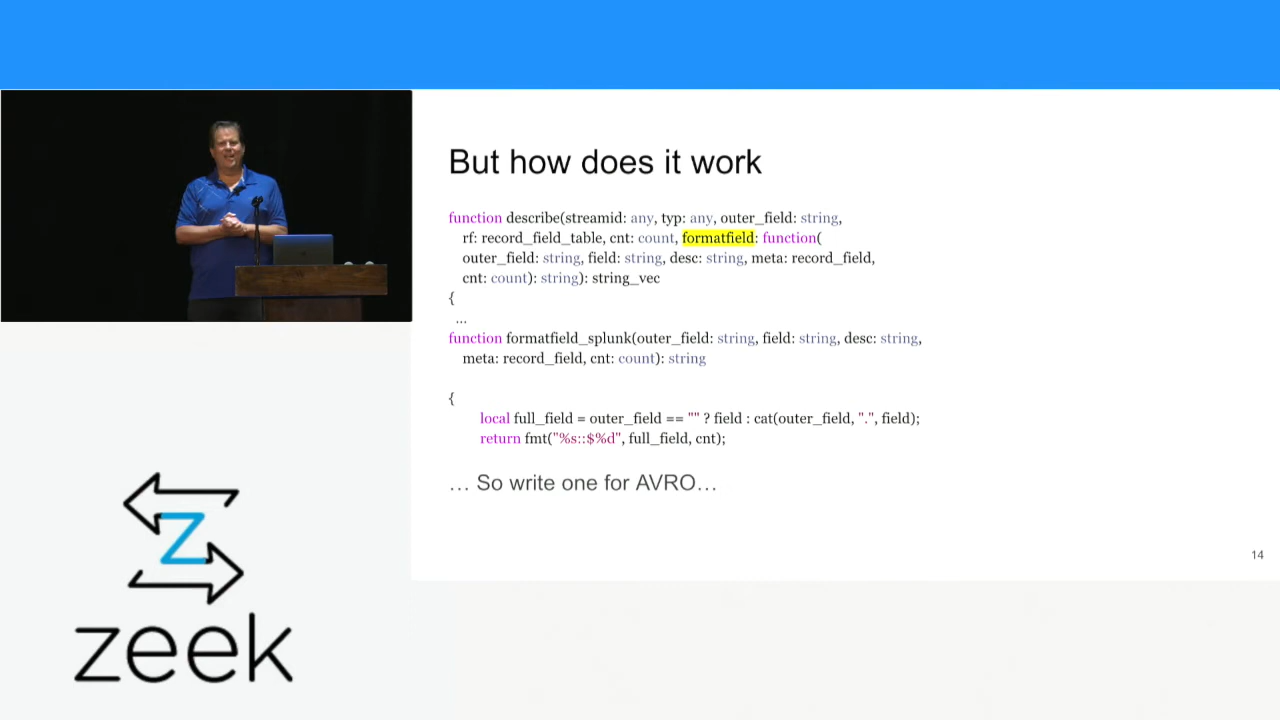 But how does it work
function describe(streamid: any, typ: any, outer_field: string,
rf: record_field_table, cnt: count, formatfield: function(
outer_field: string, field: string, desc: string, meta: record_field,
cnt: count): string): string_vec
{
...
function formatfield_splunk(outer_field: string, field: string, desc: string,
meta: record_field, cnt: count): string
{
local full_field = outer_field == "" ? field : cat(outer_field, ".", field);
return fmt("%s::$%d", full_field, cnt);
… So write one for AVRO…
14
z
zeek